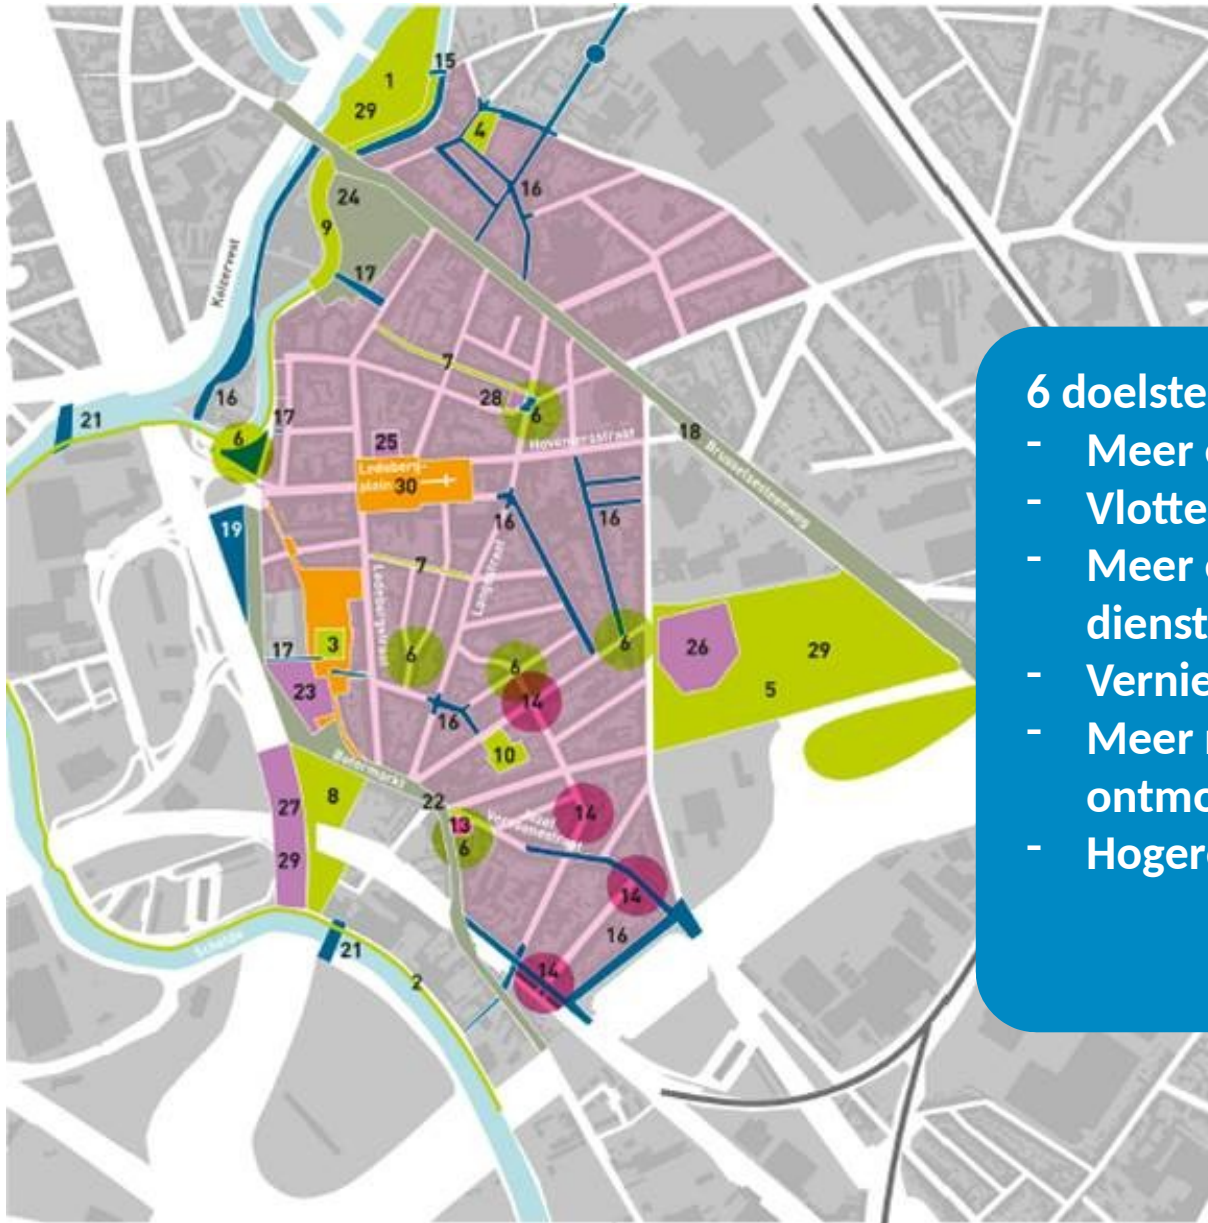 15
1
29
4
24
16
9
Keizervest
17
7
16
28
6
21
17
6
18
25
Hovenierstraat
Brusselsesteenweg
Ledeberg-
plein 30
16
16
19
7
Langestraat
Ledebergstraat
3
6
6
6
26
29
17
23
5
14
16
10
8
22
27
13
14
6
29
14
16
21
14
2
Schelde
6 doelste
- Meer
- Vlotte
- Meer
dienst
- Vernie
- Meer
ontmo
- Hoger